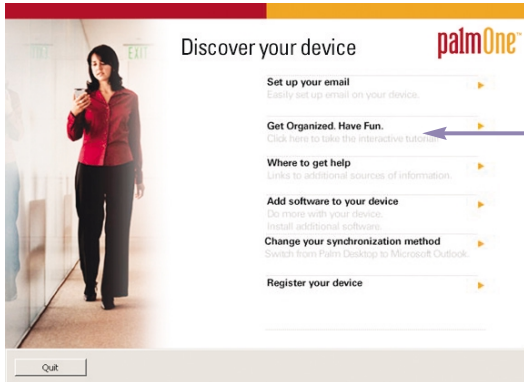 EXIT
Discover your device
palmOne™
Set up your email
Easily set up email on your device.
Get Organized. Have Fun.
Click here to take the interactive tutorial.
Where to get help
Links to additional sources of information.
Add software to your device
Do more with your device.
Install additional software.
Change your synchronization method
Switch from Palm Desktop to Microsoft Outlook.
Register your device
Quit